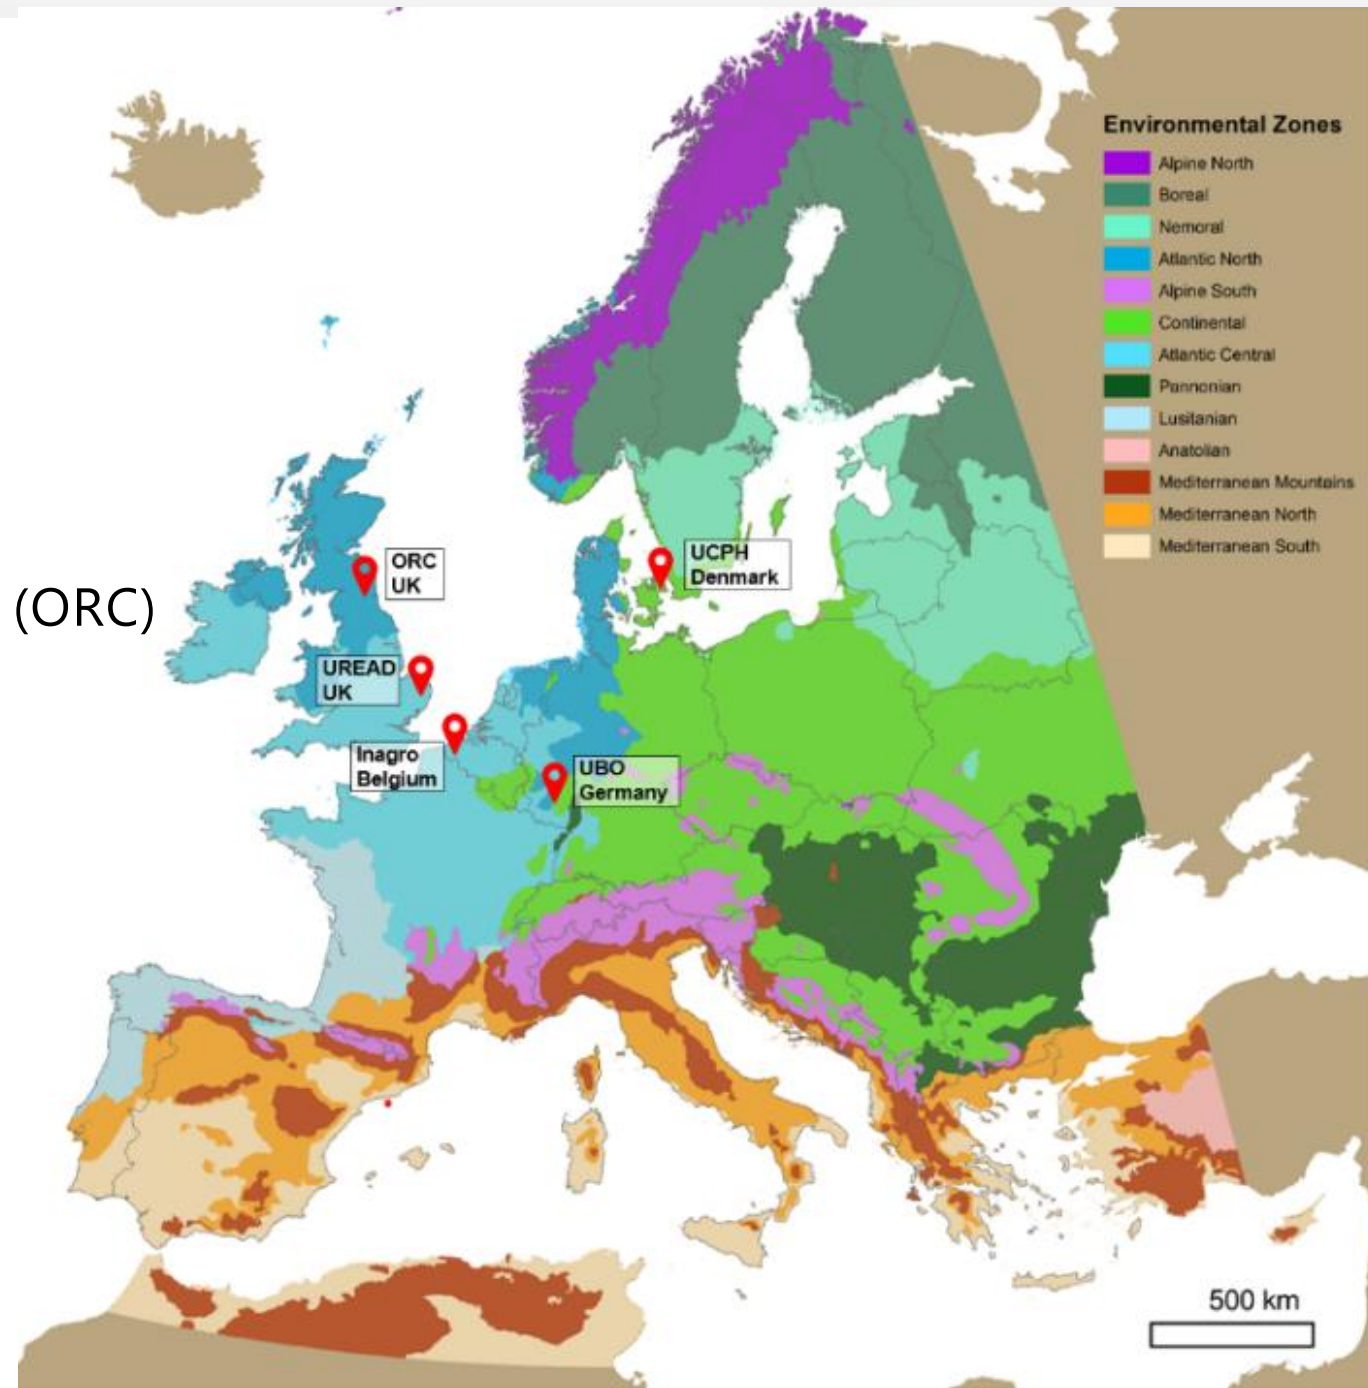 Environmental Zones
Alpine North
Boreal
Nemoral
Atlantic North
Alpine South
Continental
Atlantic Central
Pannonian
Lusitanian
Anatolian
Mediterranean Mountains
Mediterranean North
Mediterranean South
UCPH
Denmark
ORC
UK
(ORC)
UREAD
UK
Inagro
Belgium
UBO
Germany
500 km